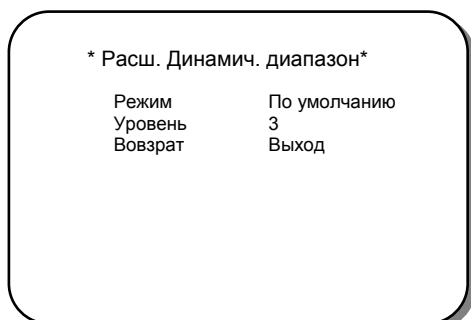 * Расш. Динамич. диапазон*
Режим По умолчанию
Уровень 3
Вовзрат Выход